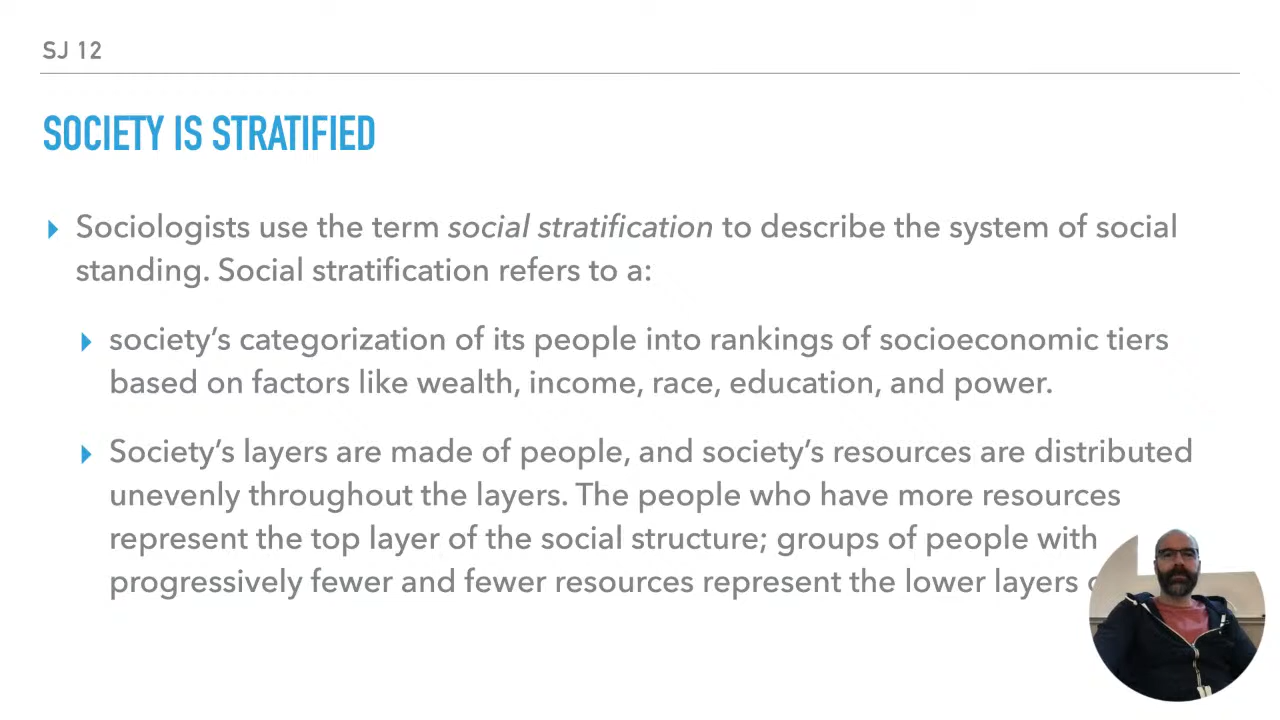 SJ 12
SOCIETY IS STRATIFIED
Sociologists use the term social stratification to describe the system of social
standing. Social stratification refers to a:
society’s categorization of its people into rankings of socioeconomic tiers
based on factors like wealth, income, race, education, and power.
Society’s layers are made of people, and society’s resources are distributed
unevenly throughout the layers. The people who have more resources
represent the top layer of the social structure; groups of people with
progressively fewer and fewer resources represent the lower layers